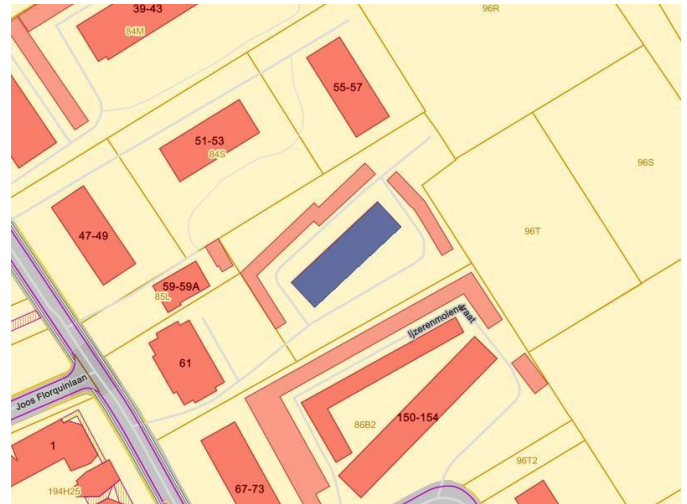 39-43
84M
96R
55-57
51-53
84S
96S
47-49
96T
59-59A
85L
Ijzerenmolenstraat
61
Joos Florquinlaan
150-154
86B2
1
96T2
194H25
67-73